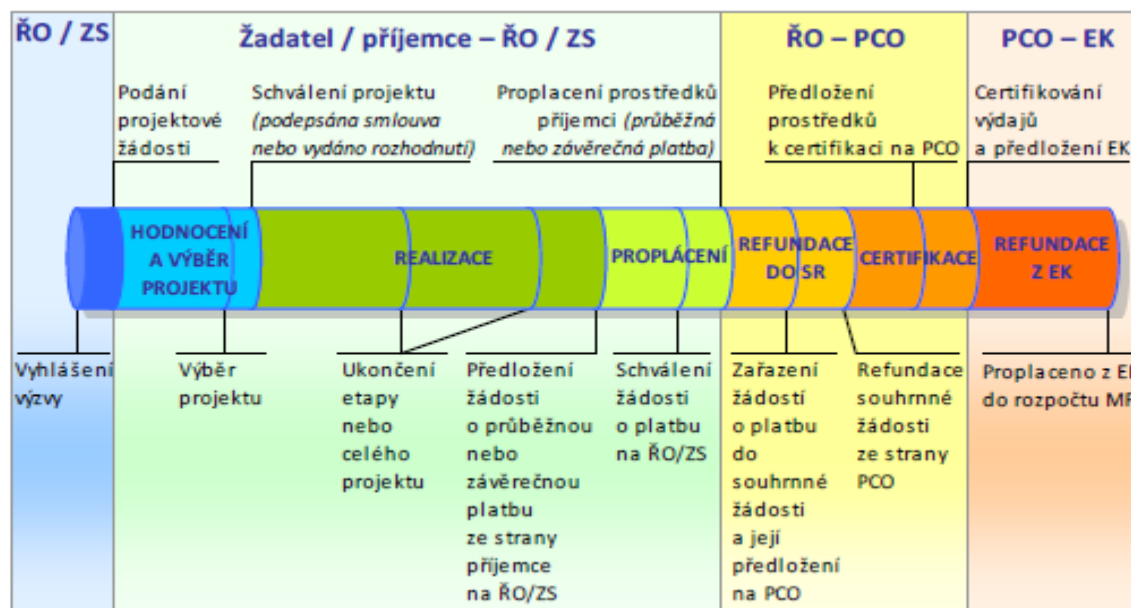 ŘO / ZS
Žadatel / příjemce – ŘO / ZS
ŘO – PCO
PCO – EK
Podání
projektové
žádosti
Schválení projektu
(podepsána smlouva
nebo vydáno rozhodnutí)
Proplacení prostředků
příjemci (průběžná
nebo závěrečná platba)
Předložení
prostředků
k certifikaci na PCO
Certifikování
výdajů
a předložení EK
HODNOCENÍ
A VÝBĚR
PROJEKTU
REALIZACE
PROPLÁCENÍ
REFUNDACE
DO SR
CERTIFIKACE
REFUNDACE
Z EK
Vyhlášení
výzvy
Výběr
projektu
Ukončení
etapy
nebo
celého
projektu
Předložení
žádosti
o průběžnou
nebo
závěrečnou
platbu
ze strany
příjemce
na ŘO/ZS
Schválení
žádosti
o platbu
na ŘO/ZS
Zařazení
žádostí
o platbu
do
souhrnné
žádosti
a její
předložení
na PCO
Refundace
souhrnné
žádosti
ze strany
PCO
Proplaceno z
do rozpočtu